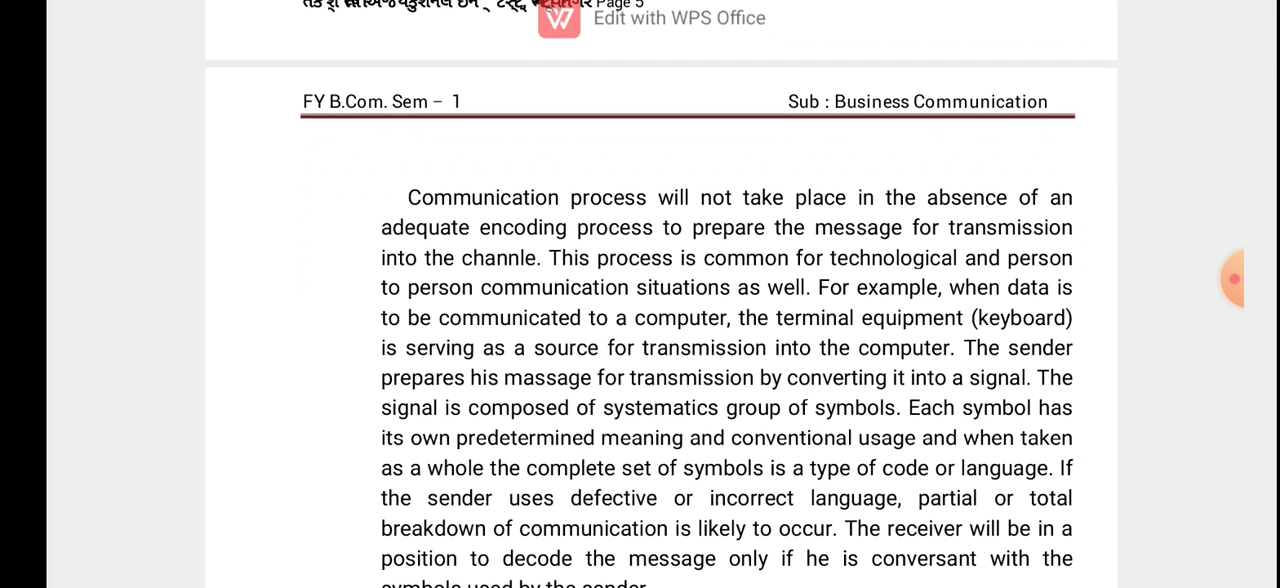 Page 5
Edit with WPS Office
FY B.Com. Sem – 1 Sub : Business Communication
Communication process will not take place in the absence of an
adequate encoding process to prepare the message for transmission
into the channle. This process is common for technological and person
to person communication situations as well. For example, when data is
to be communicated to a computer, the terminal equipment (keyboard)
is serving as a source for transmission into the computer. The sender
prepares his massage for transmission by converting it into a signal. The
signal is composed of systematics group of symbols. Each symbol has
its own predetermined meaning and conventional usage and when taken
as a whole the complete set of symbols is a type of code or language. If
the sender uses defective or incorrect language, partial or total
breakdown of communication is likely to occur. The receiver will be in a
position to decode the message only if he is conversant with the
symbols used by the sender.